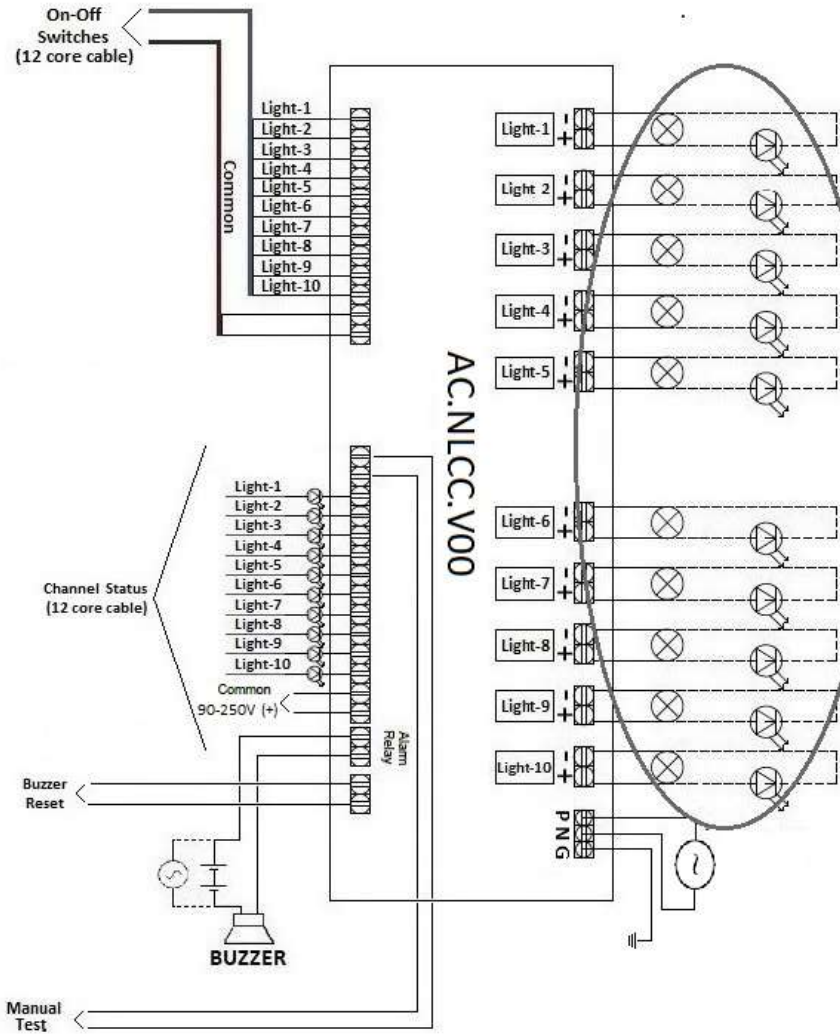 On-Off
Switches
(12 core cable)
Light-1
Light-2
Light-3
Light-4
Light-5
Light-6
Light-7
Light-8
Light-9
Light-10
Common
Light-1 - +
Light 2 - +
Light-3 - +
Light-4 - +
Light-5 - +
AC.NLCC.V00
Light-6 - +
Light-7 - +
Light-8 - +
Light-9 - +
Light-10 - +
P N G
~
Channel Status
(12 core cable)
Light-1
Light-2
Light-3
Light-4
Light-5
Light-6
Light-7
Light-8
Light-9
Light-10
Common
90-250V (+)
Alarm
Relay
Buzzer
Reset
BUZZER
Manual
Test